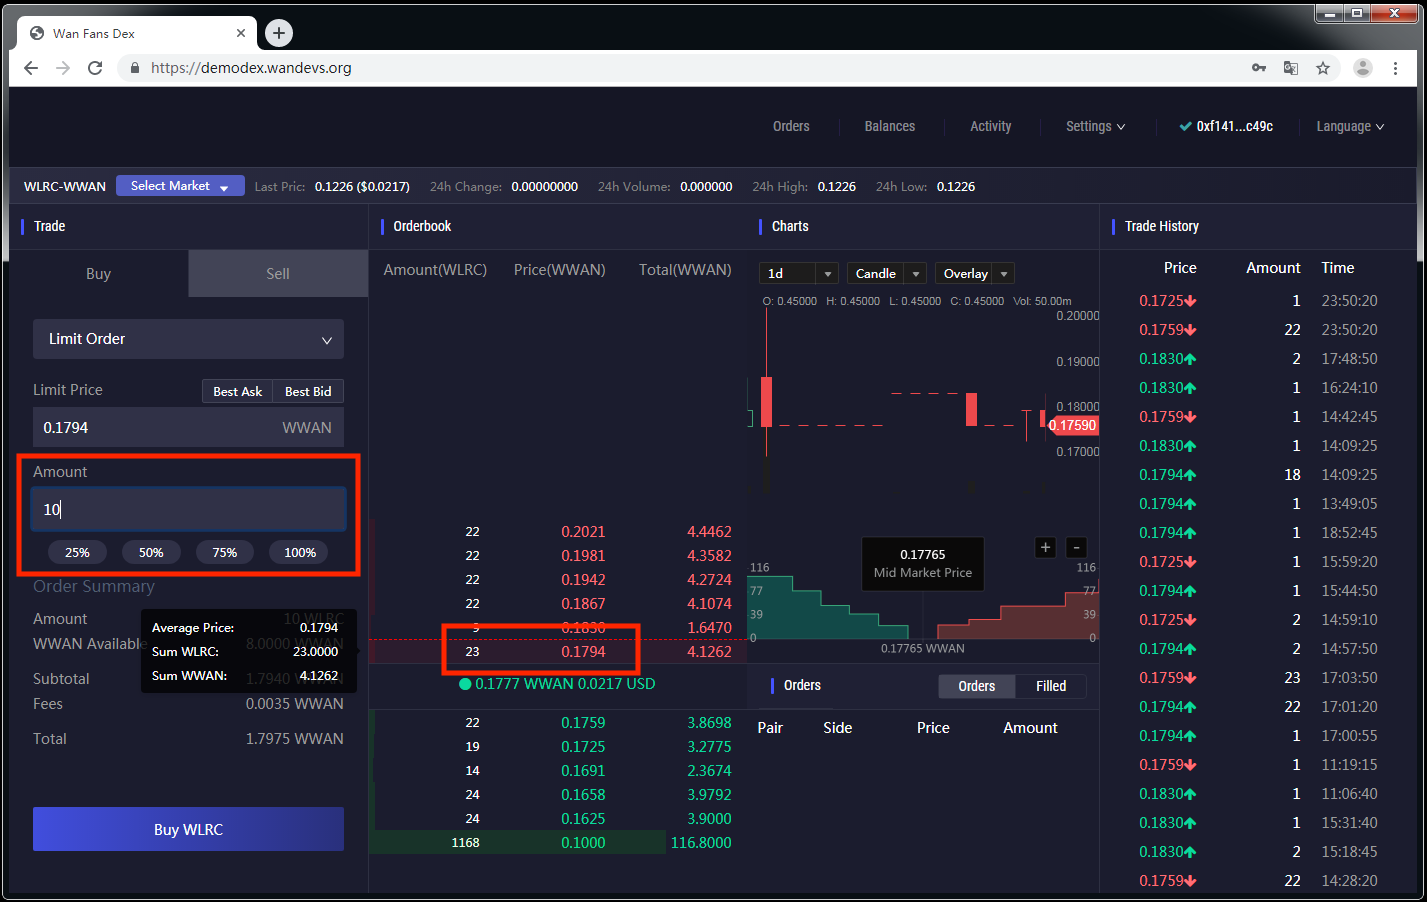 Wan Fans Dex
https://demodex.wandevs.org
Orders Balances Activity Settings 0xf141...c49c Language
WLRC-WWAN Select Market Last Pric: 0.1226 ($0.0217) 24h Change: 0.00000000 24h Volume: 0.000000 24h High: 0.1226 24h Low: 0.1226
Trade
Buy Sell
Limit Order
Limit Price Best Ask Best Bid
0.1794 WWAN
Amount
10
25% 50% 75% 100%
Order Summary
Amount 10 WLRC
WWAN Available 8.0000 WWAN
Subtotal 1.7940 WWAN
Fees 0.0035 WWAN
Total 1.7975 WWAN
Average Price: 0.1794
Sum WLRC: 23.0000
Sum WWAN: 4.1262
Buy WLRC
Orderbook
Amount(WLRC) Price(WWAN) Total(WWAN)
22 0.2021 4.4462
22 0.1981 4.3582
22 0.1942 4.2724
22 0.1867 4.1074
9 0.1830 1.6470
23 0.1794 4.1262
0.1777 WWAN 0.0217 USD
22 0.1759 3.8698
19 0.1725 3.2775
14 0.1691 2.3674
24 0.1658 3.9792
24 0.1625 3.9000
1168 0.1000 116.8000
Charts
1d Candle Overlay
O: 0.45000 H: 0.45000 L: 0.45000 C: 0.45000 Vol: 50.00m
0.20000
0.19000
0.18000
0.17590
0.17000
0.17765
Mid Market Price
+ -
116 116
77 77
39 39
0 0
0.17765 WWAN
Orders Orders Filled
Pair Side Price Amount
Trade History
Price Amount Time
0.1725 1 23:50:20
0.1759 22 23:50:20
0.1830 2 17:48:50
0.1830 1 16:24:10
0.1759 1 14:42:45
0.1830 1 14:09:25
0.1794 18 14:09:25
0.1794 1 13:49:05
0.1794 1 18:52:45
0.1725 1 15:59:20
0.1794 1 15:44:50
0.1725 2 14:59:10
0.1794 2 14:57:50
0.1759 23 17:03:50
0.1794 22 17:01:20
0.1794 1 17:00:55
0.1759 1 11:19:15
0.1830 1 11:06:40
0.1830 1 15:31:40
0.1830 2 15:18:45
0.1759 22 14:28:20